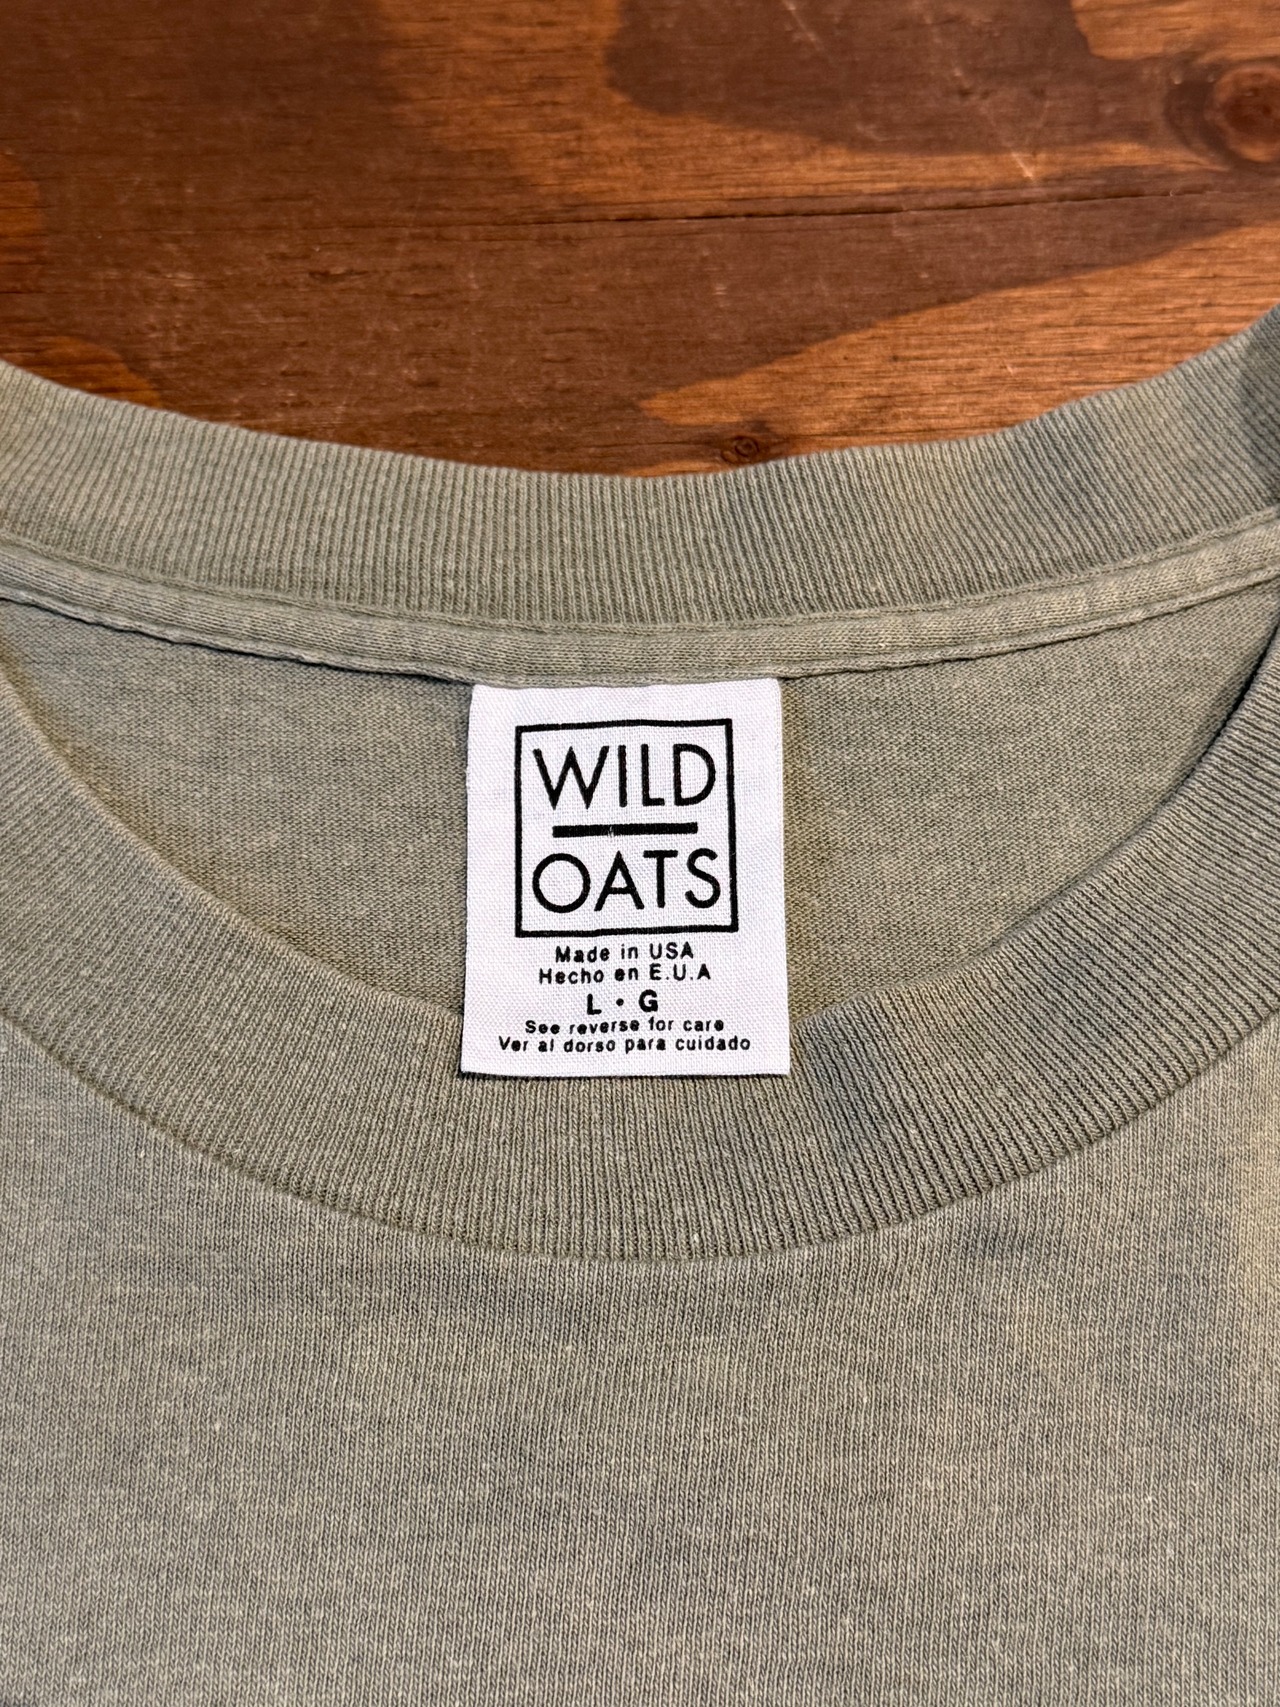 WILD
OATS
Made in USA
Hecho en E.U.A
L • G
See reverse for care
Ver al dorso para cuidado